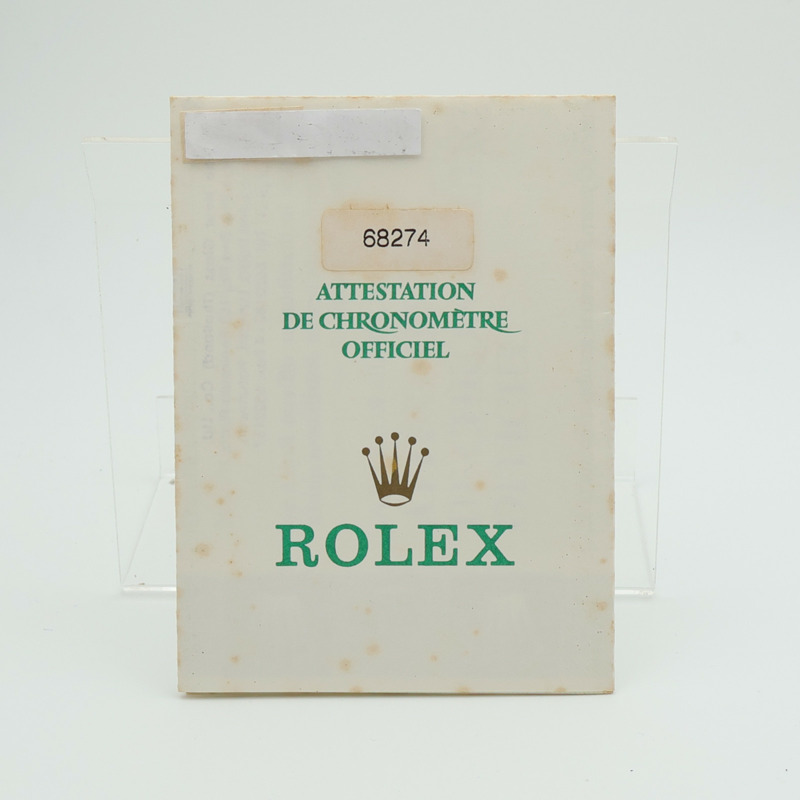 68274
ATTESTATION
DE CHRONOMÈTRE
OFFICIEL
ROLEX